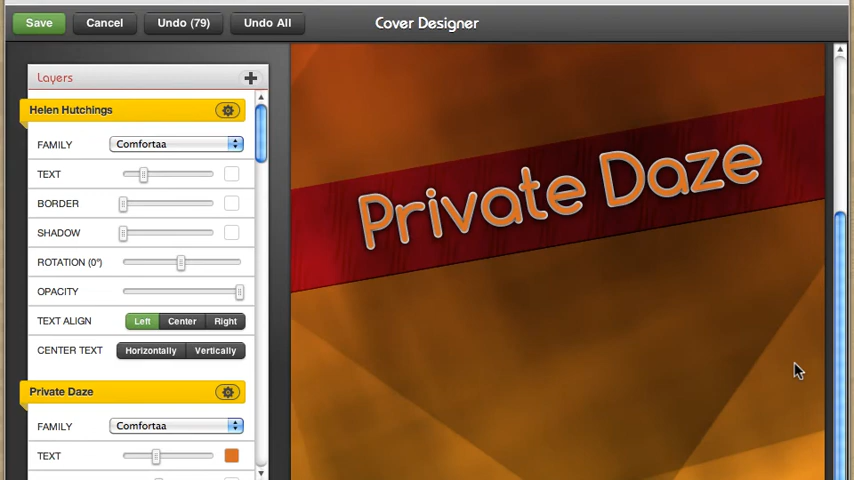 Save Cancel Undo (79) Undo All Cover Designer
Layers
Helen Hutchings
FAMILY Comfortaa
TEXT
BORDER
SHADOW
ROTATION (0°)
OPACITY
TEXT ALIGN Left Center Right
CENTER TEXT Horizontally Vertically
Private Daze
FAMILY Comfortaa
TEXT
Private Daze